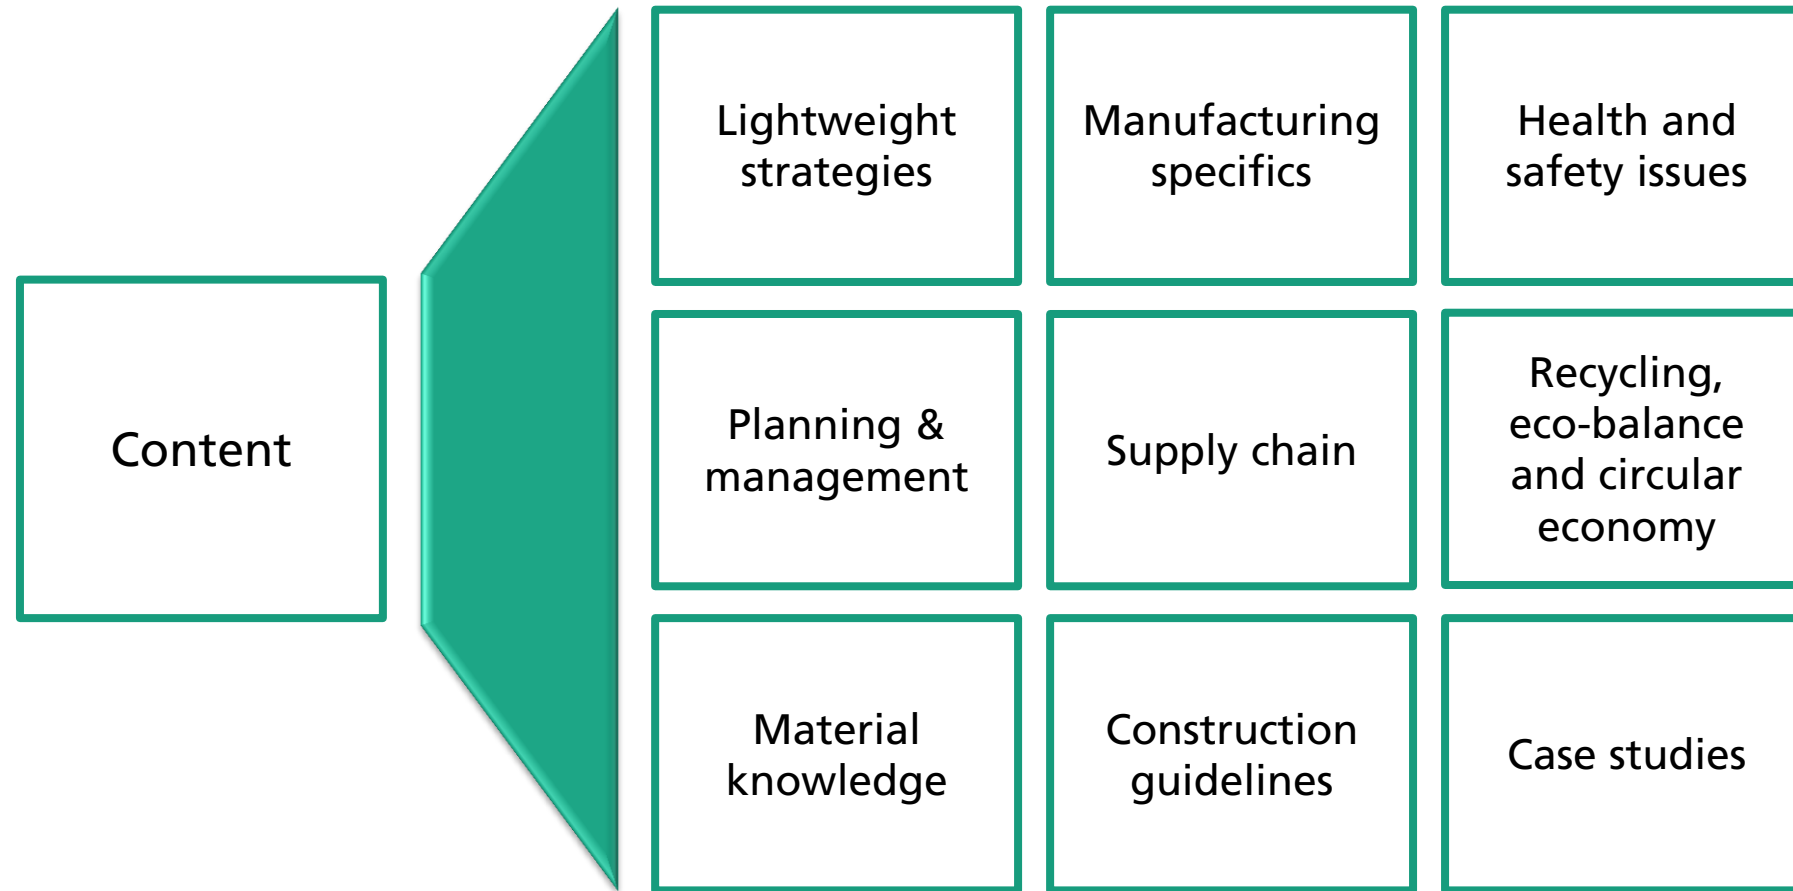 Content
Lightweight
strategies
Manufacturing
specifics
Health and
safety issues
Planning &
management
Supply chain
Recycling,
eco-balance
and circular
economy
Material
knowledge
Construction
guidelines
Case studies